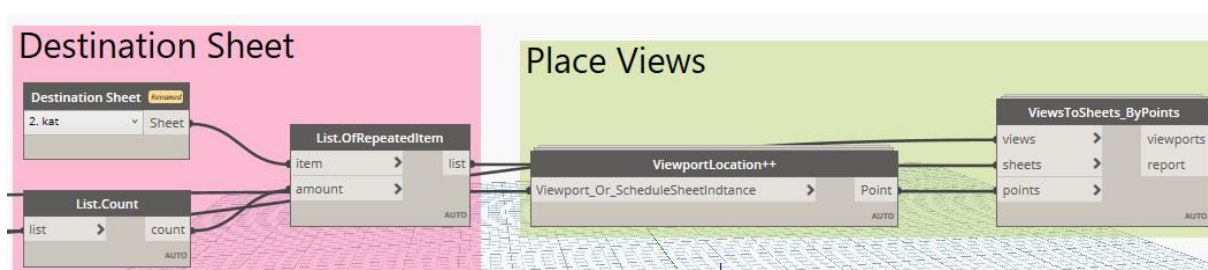 Destination Sheet
Destination Sheet Renamed
2. kat Sheet
List.Count
list > count
AUTO
List.OfRepeatedItem
item > list
amount >
AUTO
Place Views
ViewportLocation++
Viewport_Or_ScheduleSheetIndtance > Point
AUTO
ViewsToSheets_ByPoints
views > viewports
sheets > report
points >
AUTO